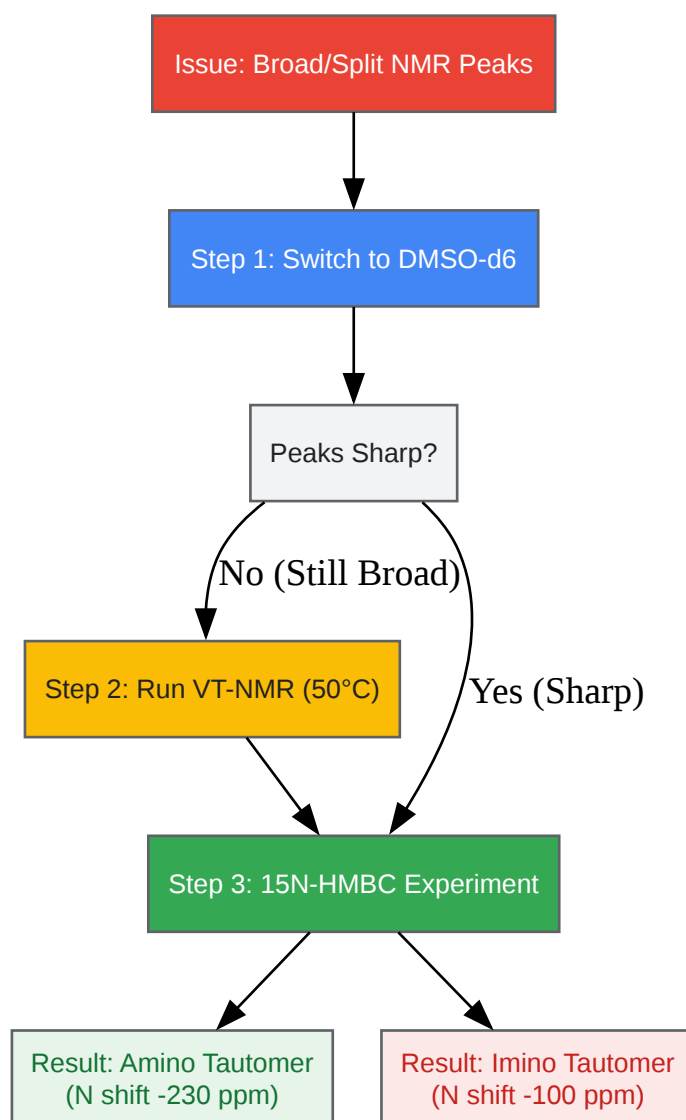 Issue: Broad/Split NMR Peaks
Step 1: Switch to DMSO-d6
Peaks Sharp?
No (Still Broad)
Step 2: Run VT-NMR (50°C)
Yes (Sharp)
Step 3: 15N-HMBC Experiment
Result: Amino Tautomer
(N shift -230 ppm)
Result: Imino Tautomer
(N shift -100 ppm)